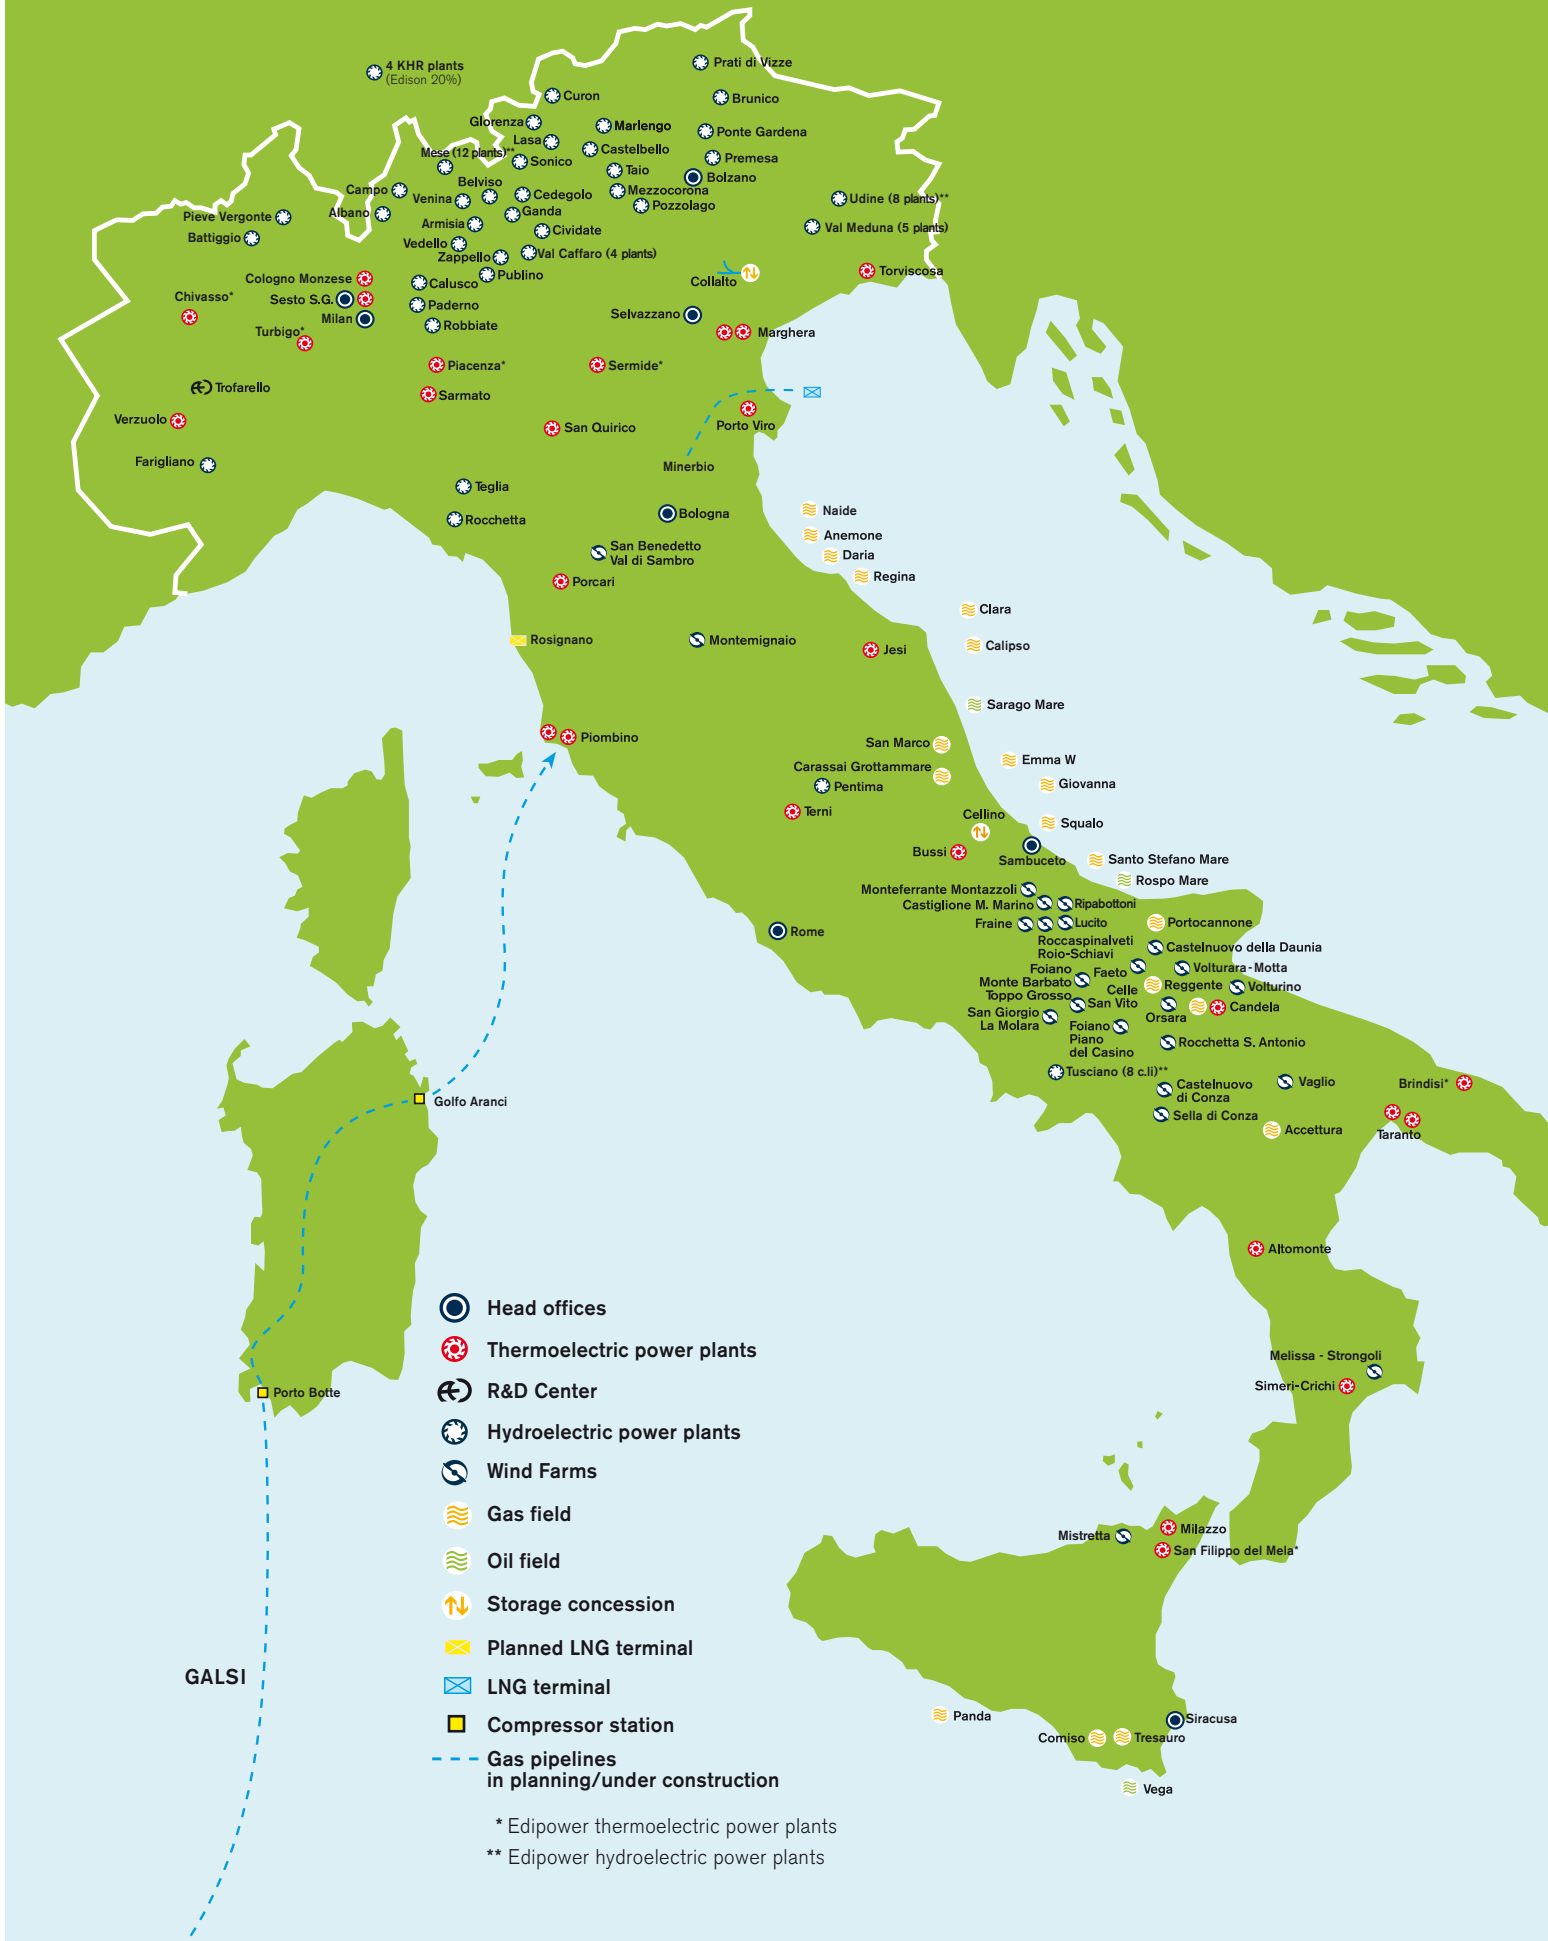 4 KHR plants
(Edison 20%)
Prati di Vizze
Curon
Brunico
Glorenza
Marlengo
Ponte Gardena
Lasa
Castelbello
Mese (12 plants)**
Sonico
Premesa
Taio
Bolzano
Belviso
Campo
Venina
Cedegolo
Mezzocorona
Udine (8 plants)**
Pozzolago
Pieve Vergonte
Albano
Ganda
Armisia
Val Meduna (5 plants)
Battiggio
Cividate
Vedello
Zappello
Val Caffaro (4 plants)
Publino
Torviscosa
Cologno Monzese
Calusco
Collalto
Chivasso*
Sesto S.G.
Paderno
Milan
Selvazzano
Turbigo*
Robbiate
Marghera
Piacenza*
Sermide*
Trofarello
Sarmato
Verzuolo
San Quirico
Porto Viro
Farigliano
Minerbio
Teglia
Rocchetta
Bologna
Naide
Anemone
San Benedetto
Val di Sambro
Daria
Porcari
Regina
Clara
Rosignano
Montemignaio
Jesi
Calipso
Sarago Mare
Piombino
San Marco
Emma W
Carassai Grottammare
Pentima
Giovanna
Terni
Cellino
Squalo
Bussi
Sambuceto
Santo Stefano Mare
Rospo Mare
Monteferrante Montazzoli
Castiglione M. Marino
Ripabottoni
Fraine
Lucito
Portocannone
Rome
Roccaspinalveti
Roio-Schiavi
Castelnuovo della Daunia
Foiano
Monte Barbato
Toppo Grosso
Faeto
Volturara-Motta
Celle
Reggente
Volturino
San Vito
San Giorgio
La Molara
Orsara
Candela
Foiano
Piano
del Casino
Rocchetta S. Antonio
Tusciano (8 c.li)**
Castelnuovo
di Conza
Vaglio
Brindisi*
Sella di Conza
Accettura
Taranto
Golfo Aranci
Altomonte
Melissa - Strongoli
Simeri-Crichi
Porto Botte
Head offices
Thermoelectric power plants
R&D Center
Hydroelectric power plants
Wind Farms
Gas field
Oil field
Storage concession
Planned LNG terminal
LNG terminal
Compressor station
Gas pipelines
in planning/under construction
* Edipower thermoelectric power plants
** Edipower hydroelectric power plants
GALSI
Mistretta
Milazzo
San Filippo del Mela*
Panda
Siracusa
Comiso
Tresauro
Vega